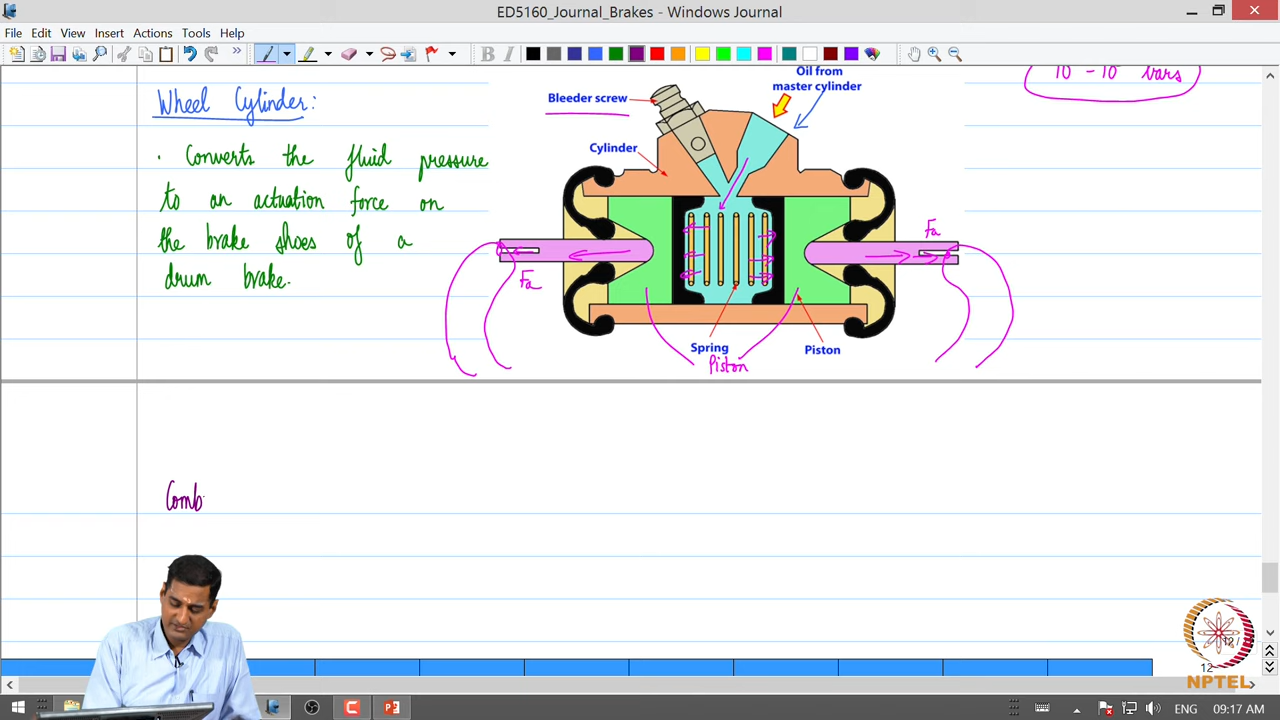 ED5160_Journal_Brakes - Windows Journal
File Edit View Insert Actions Tools Help
10 - 10 bars
Wheel Cylinder:
· Converts the fluid pressure
to an actuation force on
the brake shoes of a
drum brake.
Bleeder screw
Oil from
master cylinder
Cylinder
Fa
Fa
Spring
Piston
Piston
Comb
12
12
NPTEL
ENG 09:17 AM